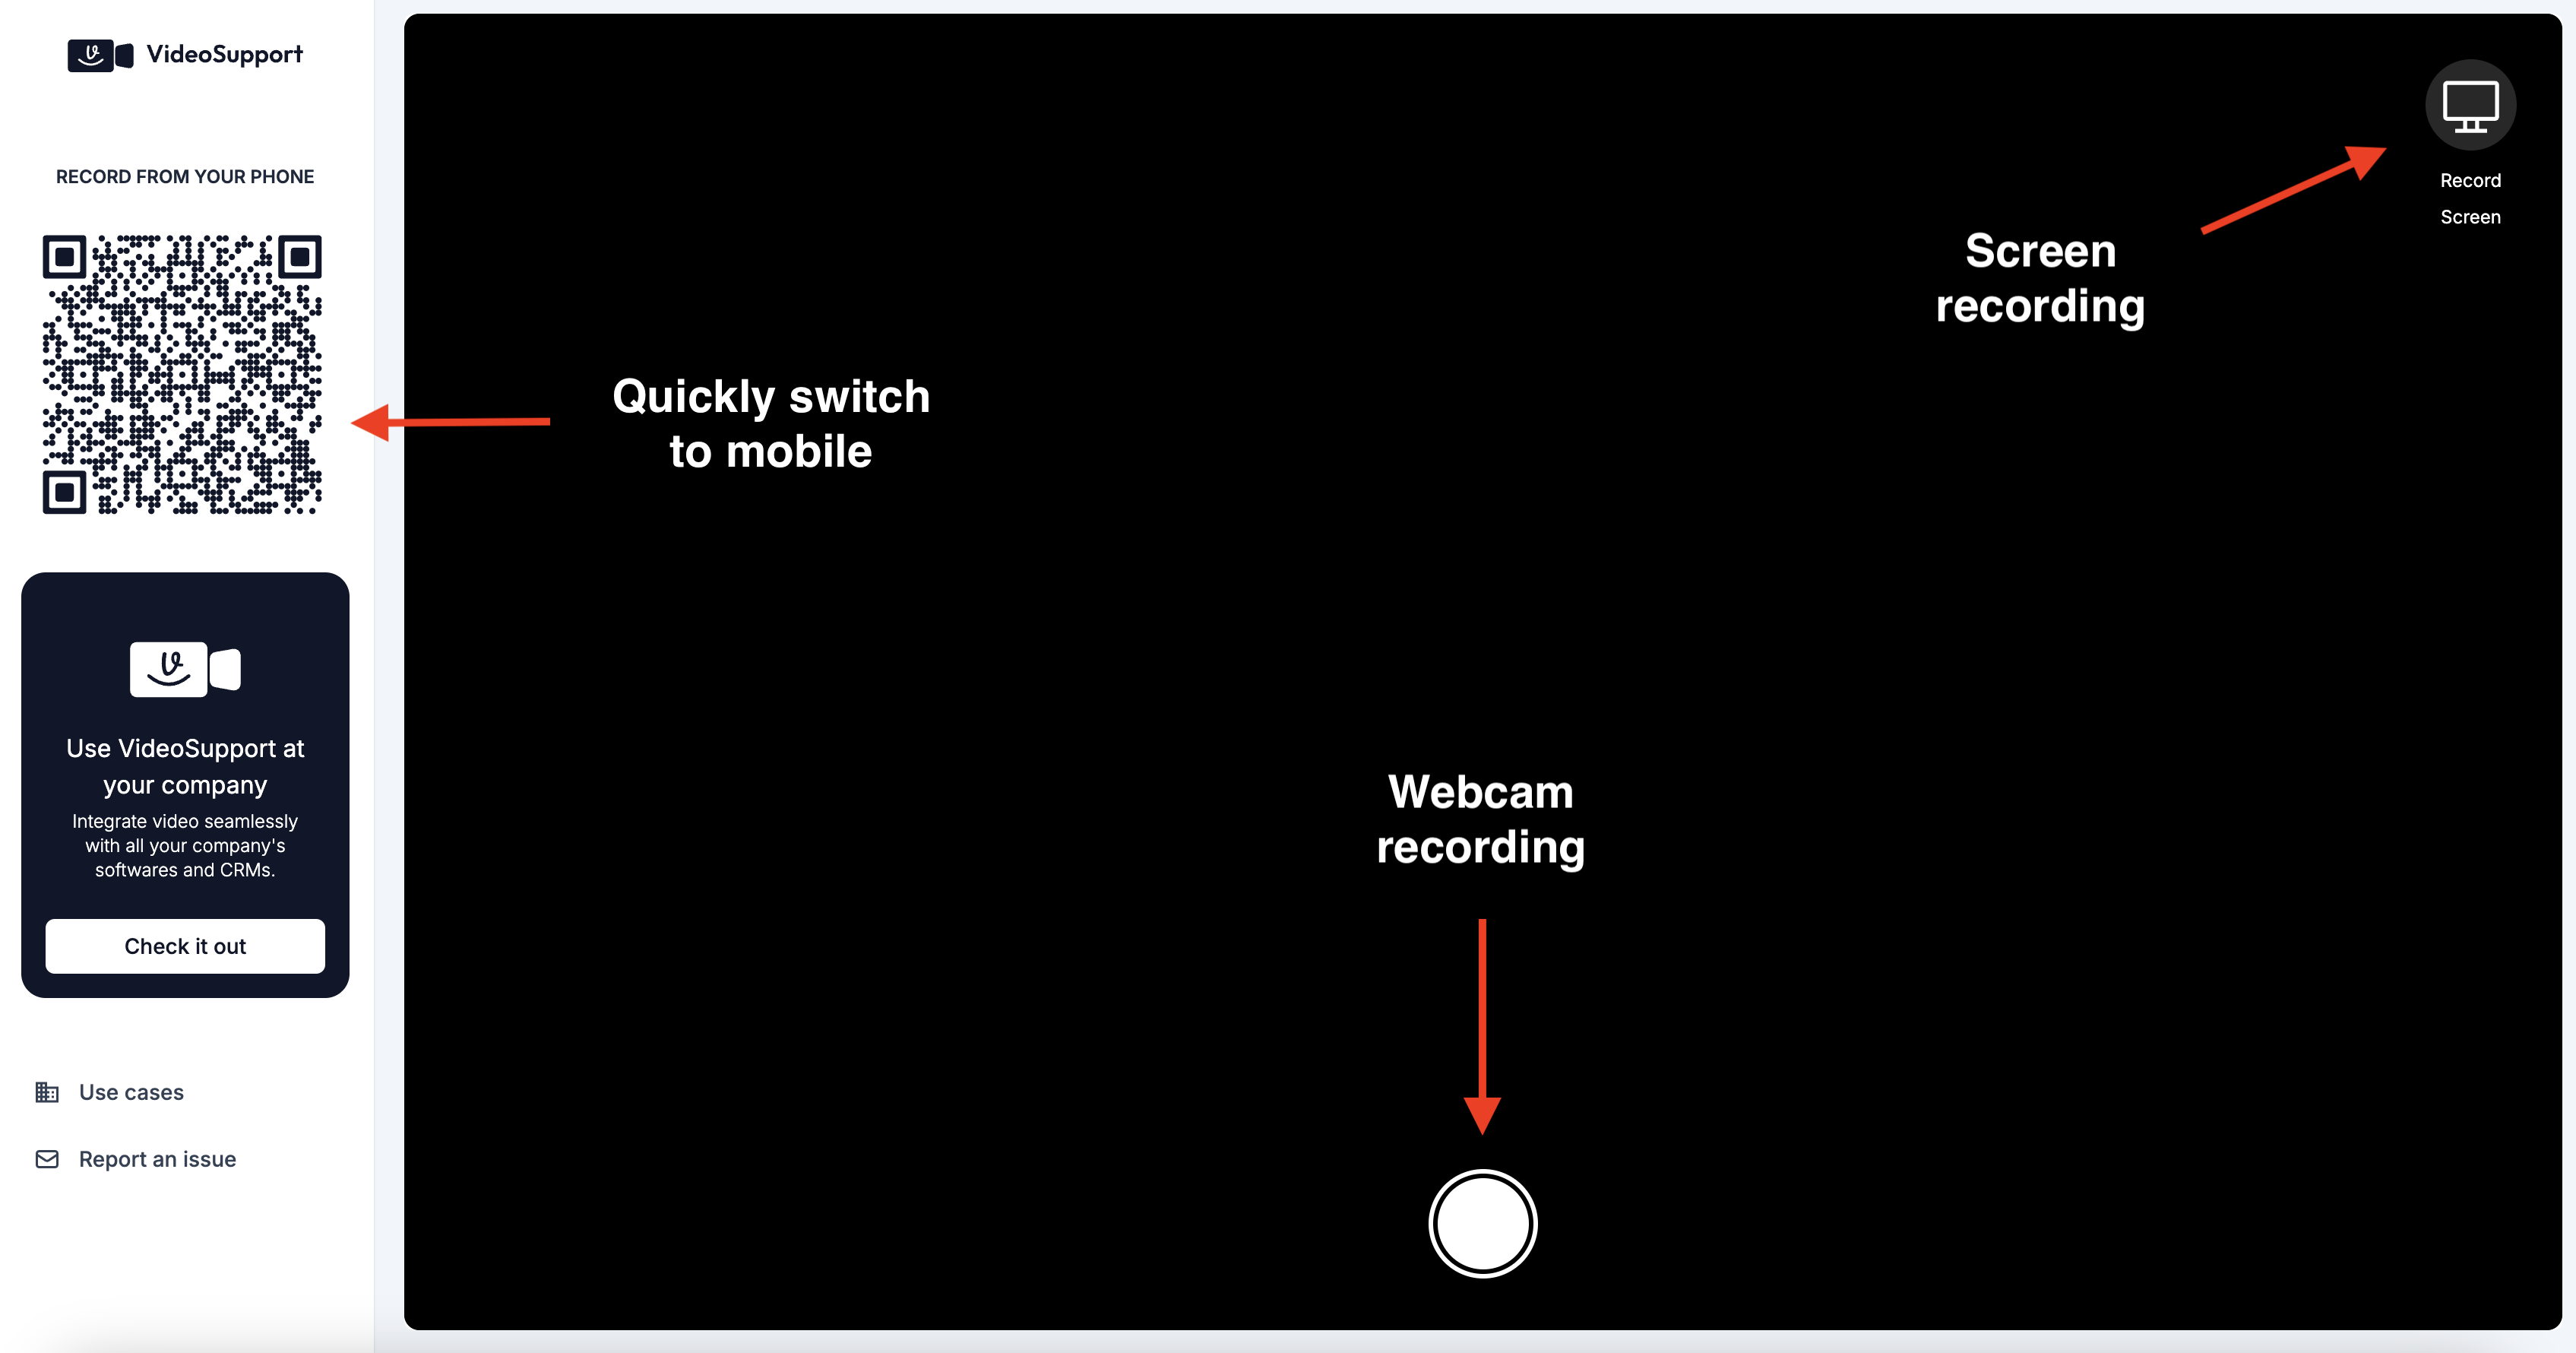 VideoSupport
RECORD FROM YOUR PHONE
Use VideoSupport at
your company
Integrate video seamlessly
with all your company's
softwares and CRMs.
Check it out
Use cases
Report an issue
Quickly switch
to mobile
Screen
recording
Record
Screen
Webcam
recording